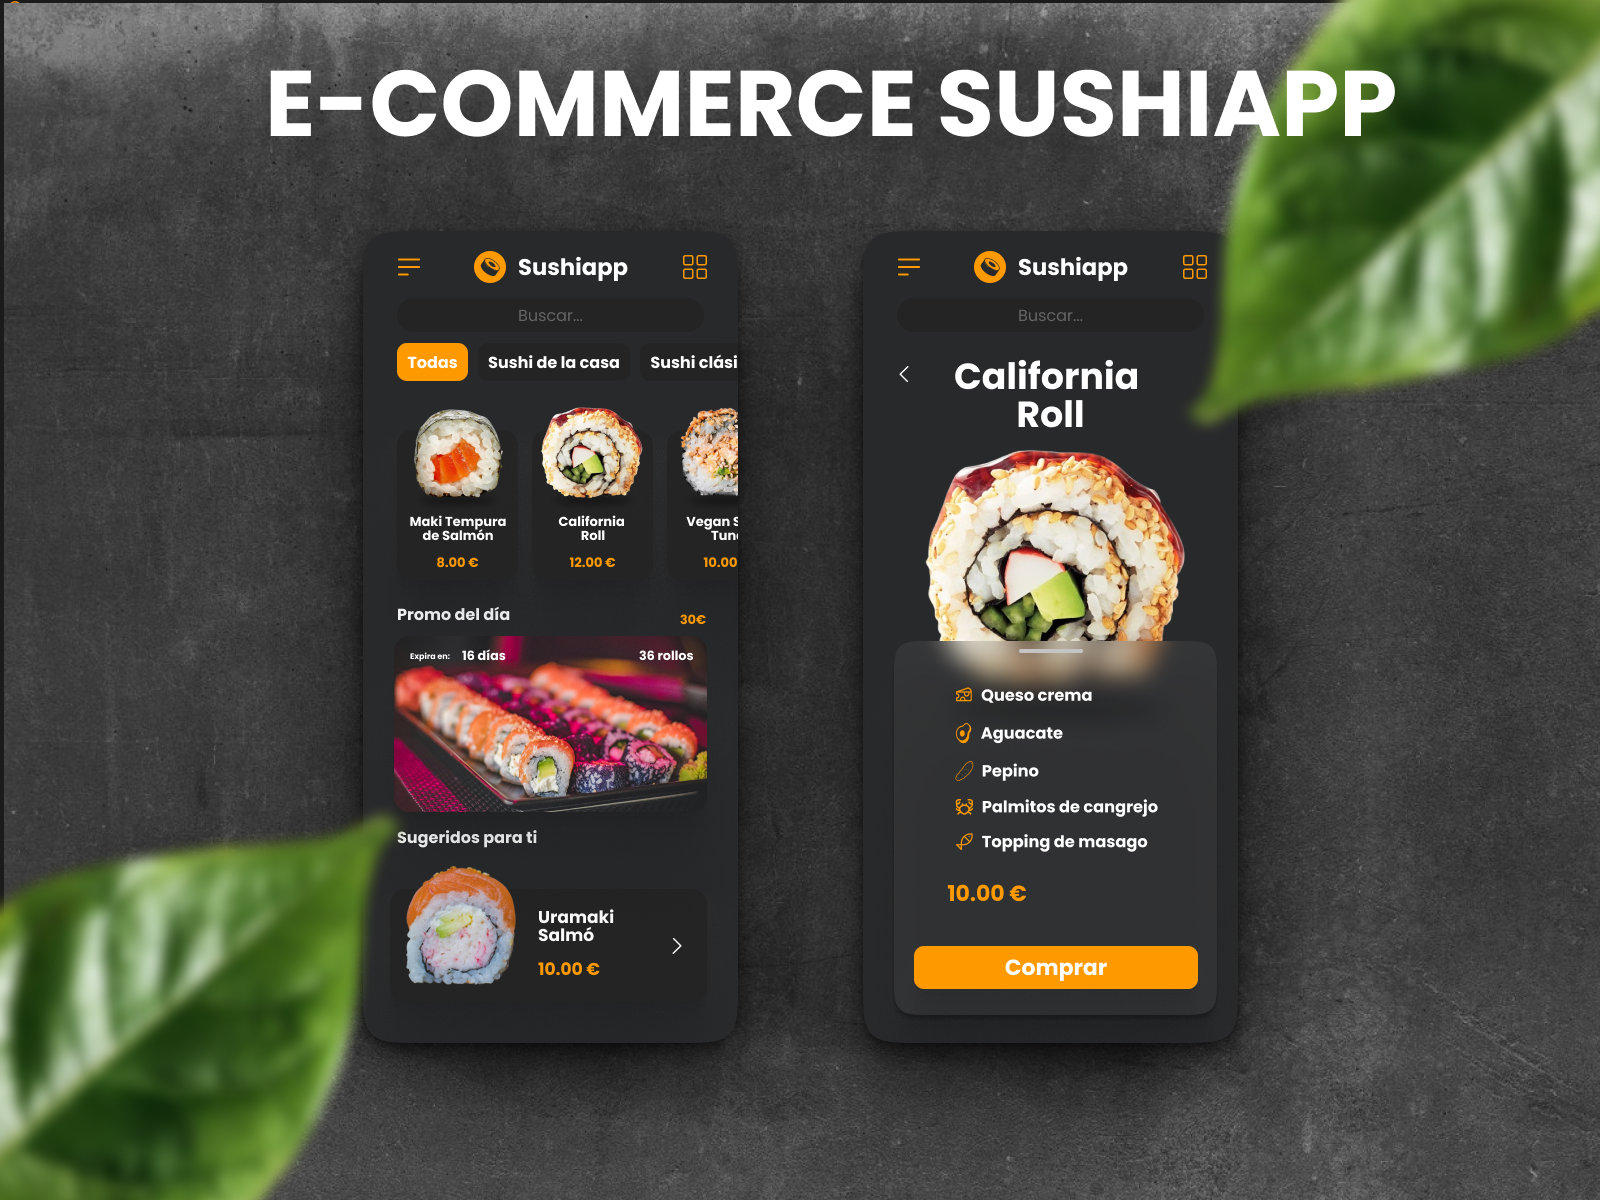 E-COMMERCE SUSHIAPP
Sushiapp
Buscar...
Todas
Sushi de la casa
Sushi clási
Maki Tempura
de Salmón
8.00 €
California
Roll
12.00 €
Vegan S
Tun
10.00
Promo del día
30€
Expira en:
16 días
36 rollos
Sugeridos para ti
Uramaki
Salmó
10.00 €
Sushiapp
Buscar...
California
Roll
Queso crema
Aguacate
Pepino
Palmitos de cangrejo
Topping de masago
10.00 €
Comprar